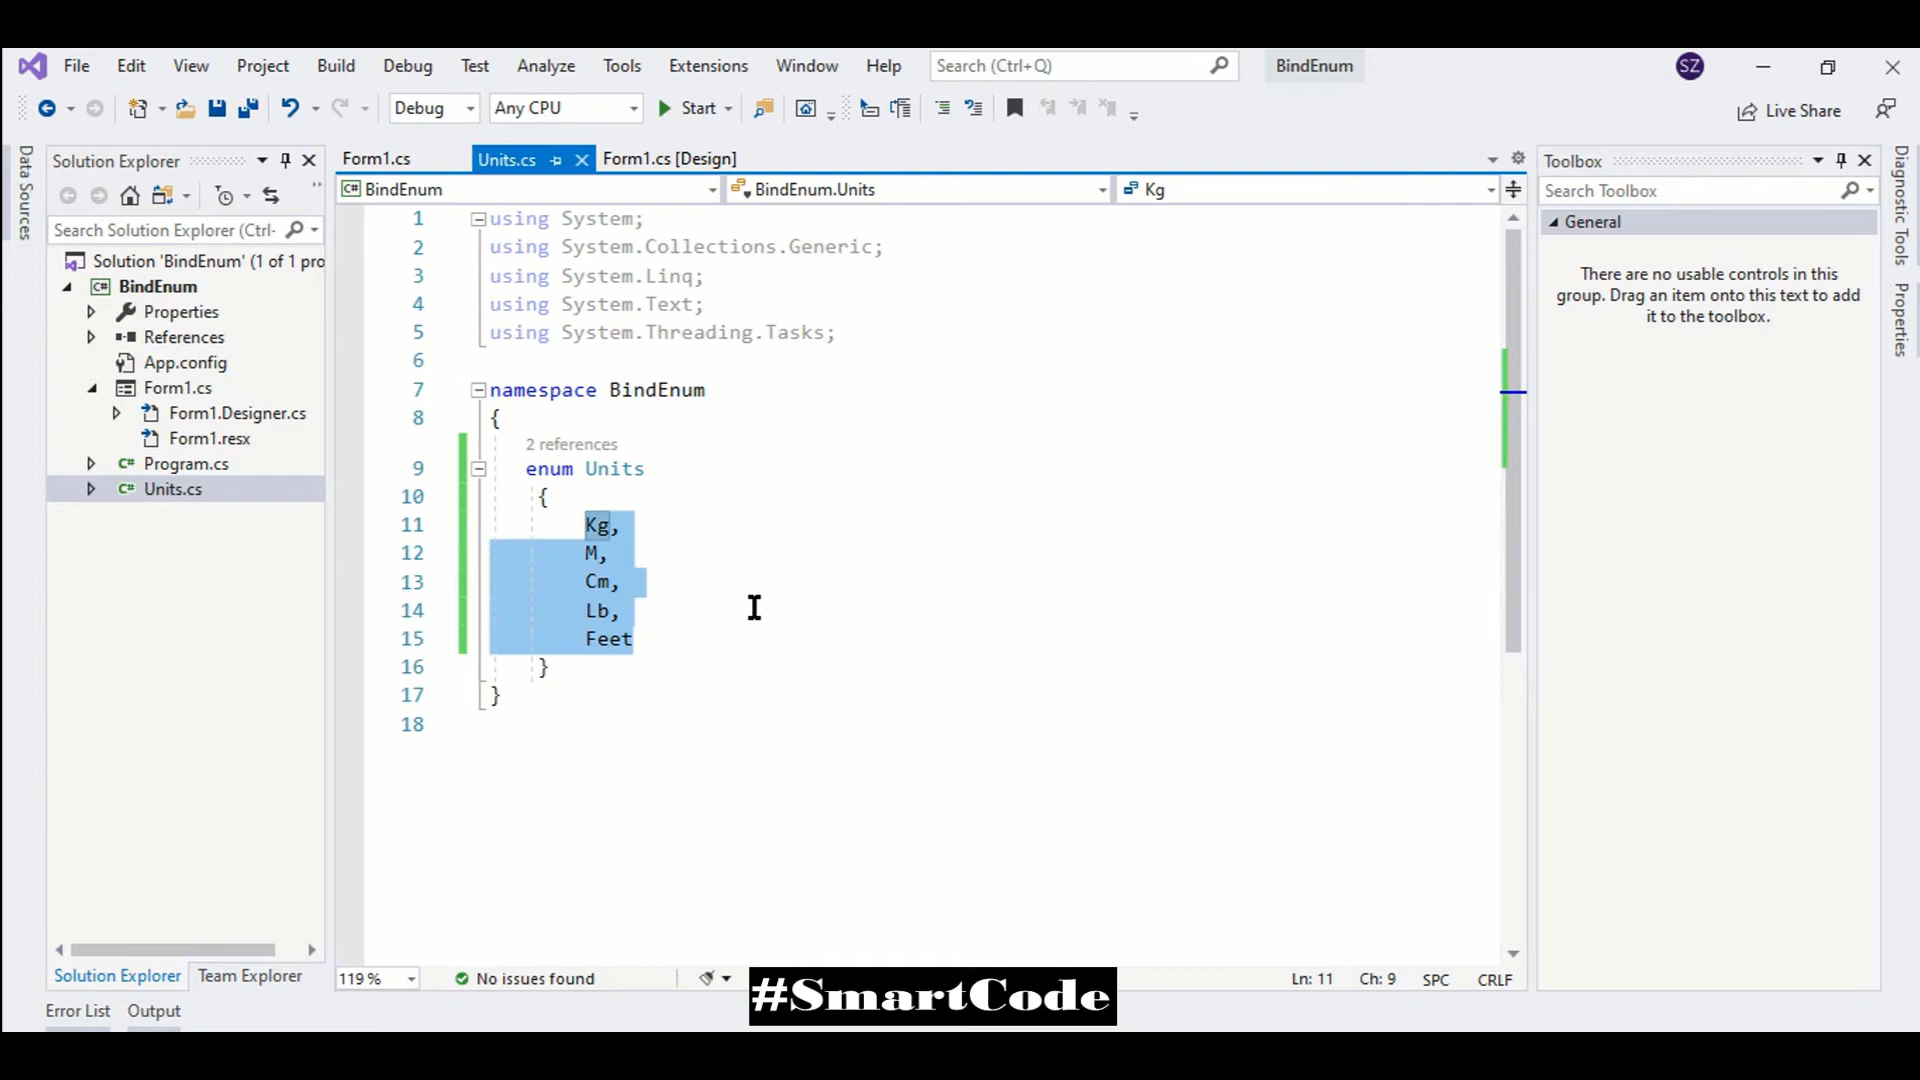 File Edit View Project Build Debug Test Analyze Tools Extensions Window Help Search (Ctrl+Q) BindEnum SZ
Debug Any CPU Start Live Share
Data Sources
Solution Explorer
Search Solution Explorer (Ctrl-
Solution 'BindEnum' (1 of 1 pro
BindEnum
Properties
References
App.config
Form1.cs
Form1.Designer.cs
Form1.resx
Program.cs
Units.cs
Solution Explorer Team Explorer
Form1.cs Units.cs Form1.cs [Design]
BindEnum BindEnum.Units Kg
1 using System;
2 using System.Collections.Generic;
3 using System.Linq;
4 using System.Text;
5 using System.Threading.Tasks;
6
7 namespace BindEnum
8 {
2 references
9 enum Units
10 {
11 Kg,
12 M,
13 Cm,
14 Lb,
15 Feet
16 }
17 }
18
119 % No issues found Ln: 11 Ch: 9 SPC CRLF
Toolbox
Search Toolbox
General
There are no usable controls in this
group. Drag an item onto this text to add
it to the toolbox.
Diagnostic Tools
Properties
Error List Output
#SmartCode